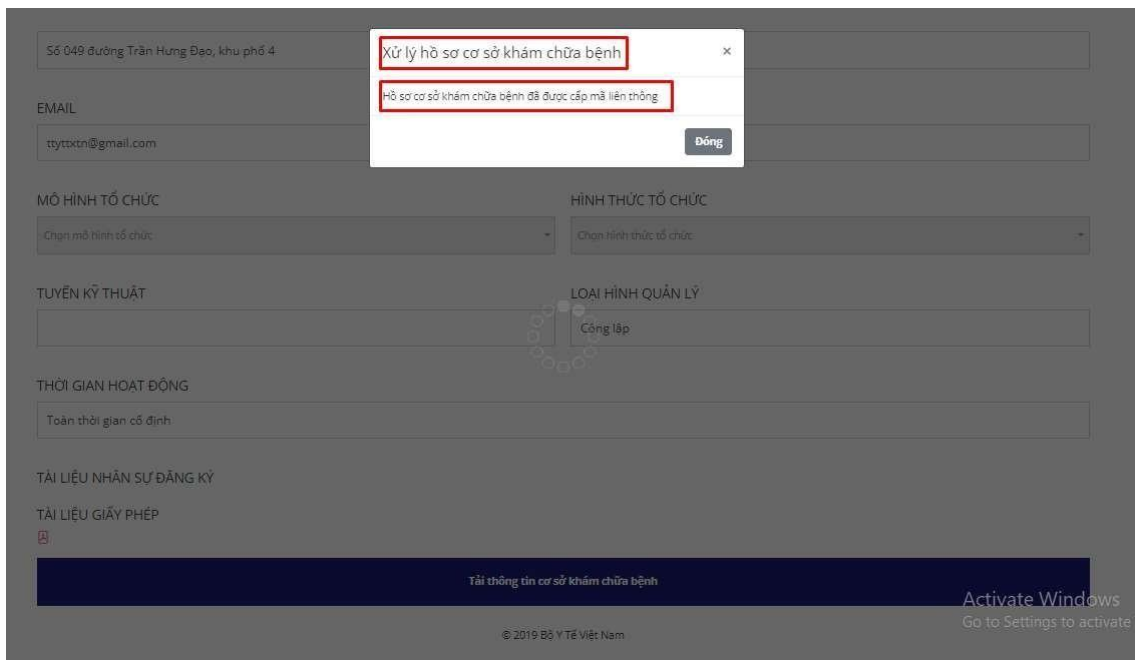 Số 049 đường Trần Hưng Đạo, khu phố 4
Xử lý hồ sơ cơ sở khám chữa bệnh
×
Hồ sơ cơ sở khám chữa bệnh đã được cấp mã liên thông
Đóng
EMAIL
ttyttxtn@gmail.com
MÔ HÌNH TỔ CHỨC
HÌNH THỨC TỔ CHỨC
Chọn mô hình tổ chức
Chọn hình thức tổ chức
TUYẾN KỸ THUẬT
LOẠI HÌNH QUẢN LÝ
Công lập
THỜI GIAN HOẠT ĐỘNG
Toàn thời gian cố định
TÀI LIỆU NHÂN SỰ ĐĂNG KÝ
TÀI LIỆU GIẤY PHÉP
Tải thông tin cơ sở khám chữa bệnh
Activate Windows
Go to Settings to activate
© 2019 Bộ Y Tế Việt Nam